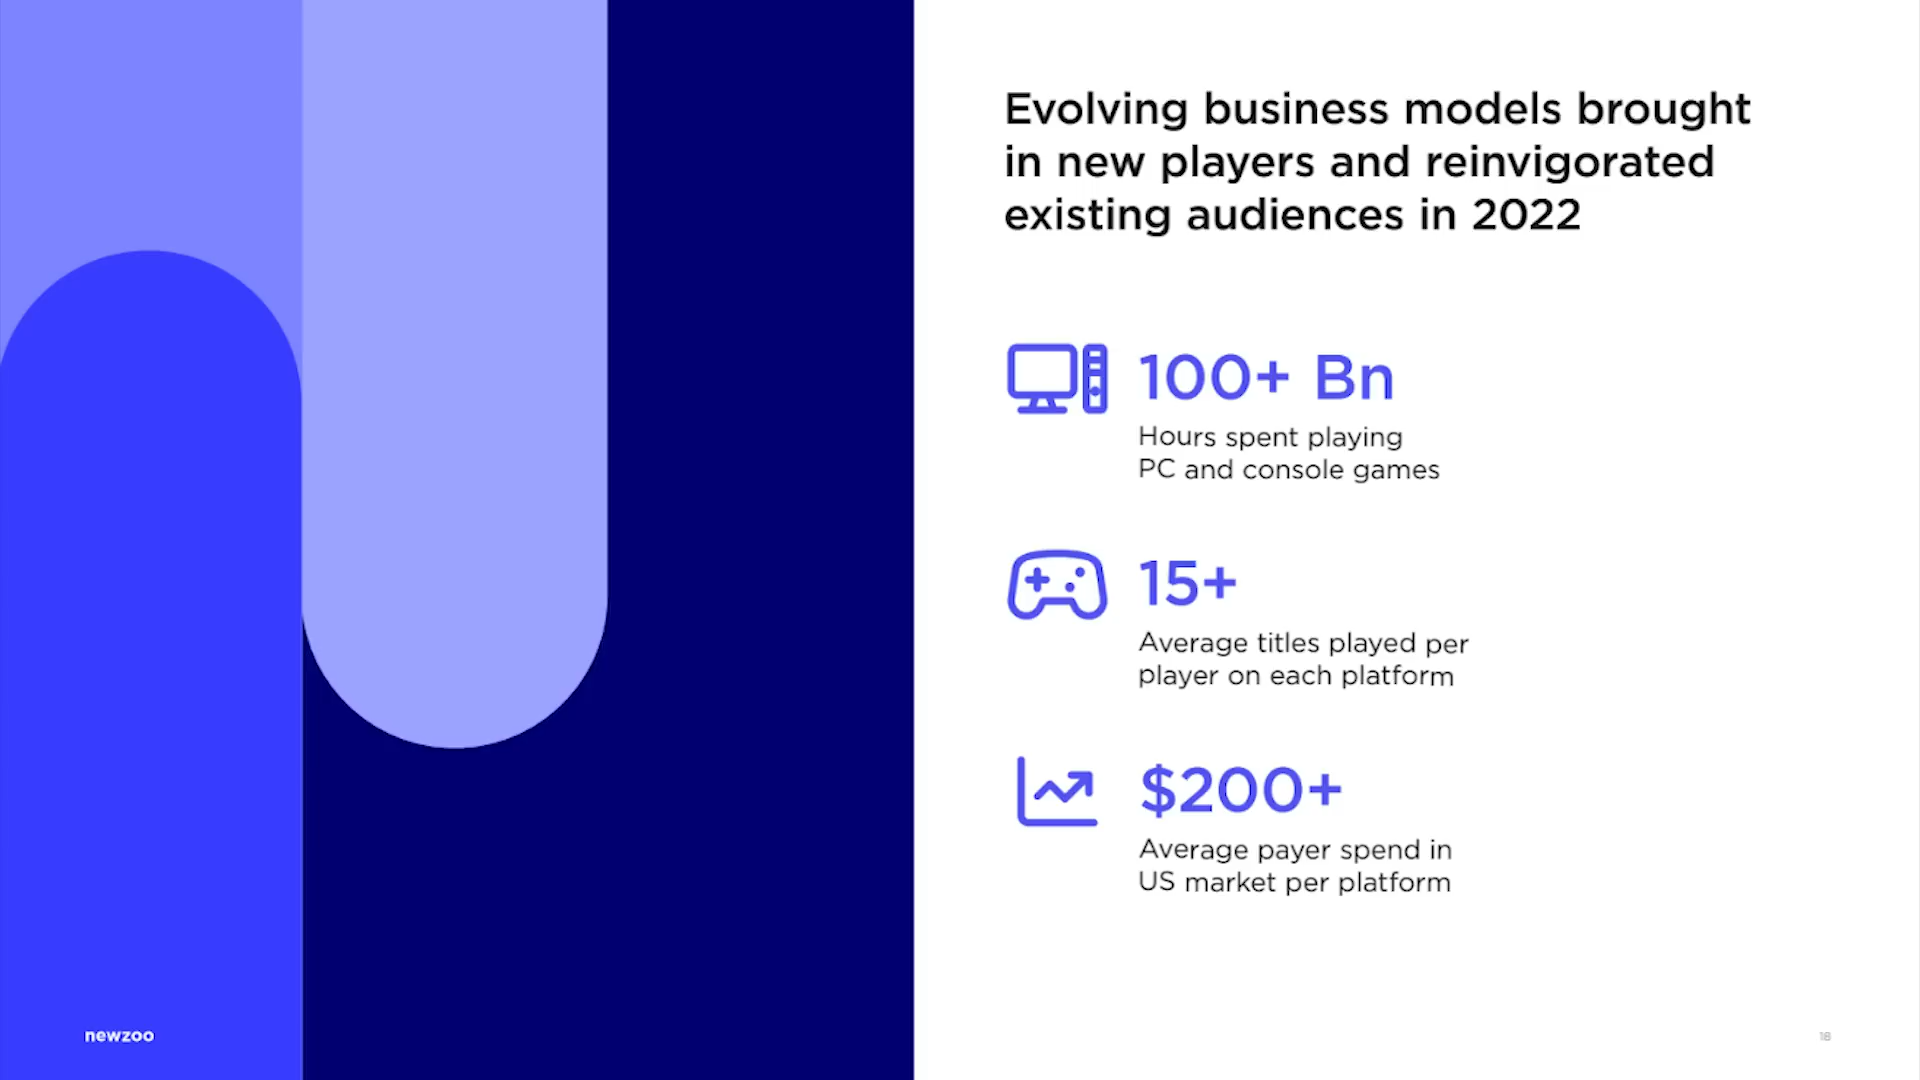 Evolving business models brought
in new players and reinvigorated
existing audiences in 2022
100+ Bn
Hours spent playing
PC and console games
15+
Average titles played per
player on each platform
$200+
Average payer spend in
US market per platform
newzoo
18